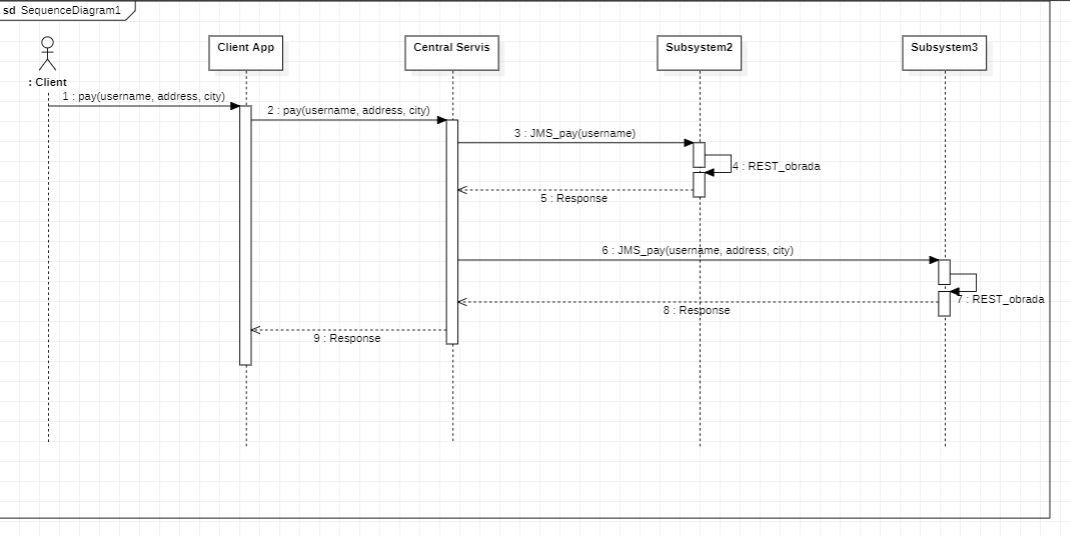 sd SequenceDiagram1
Client App
Central Servis
Subsystem2
Subsystem3
: Client
1 : pay(username, address, city)
2 : pay(username, address, city)
3 : JMS_pay(username)
4 : REST_obrada
5 : Response
6 : JMS_pay(username, address, city)
7 : REST_obrada
8 : Response
9 : Response